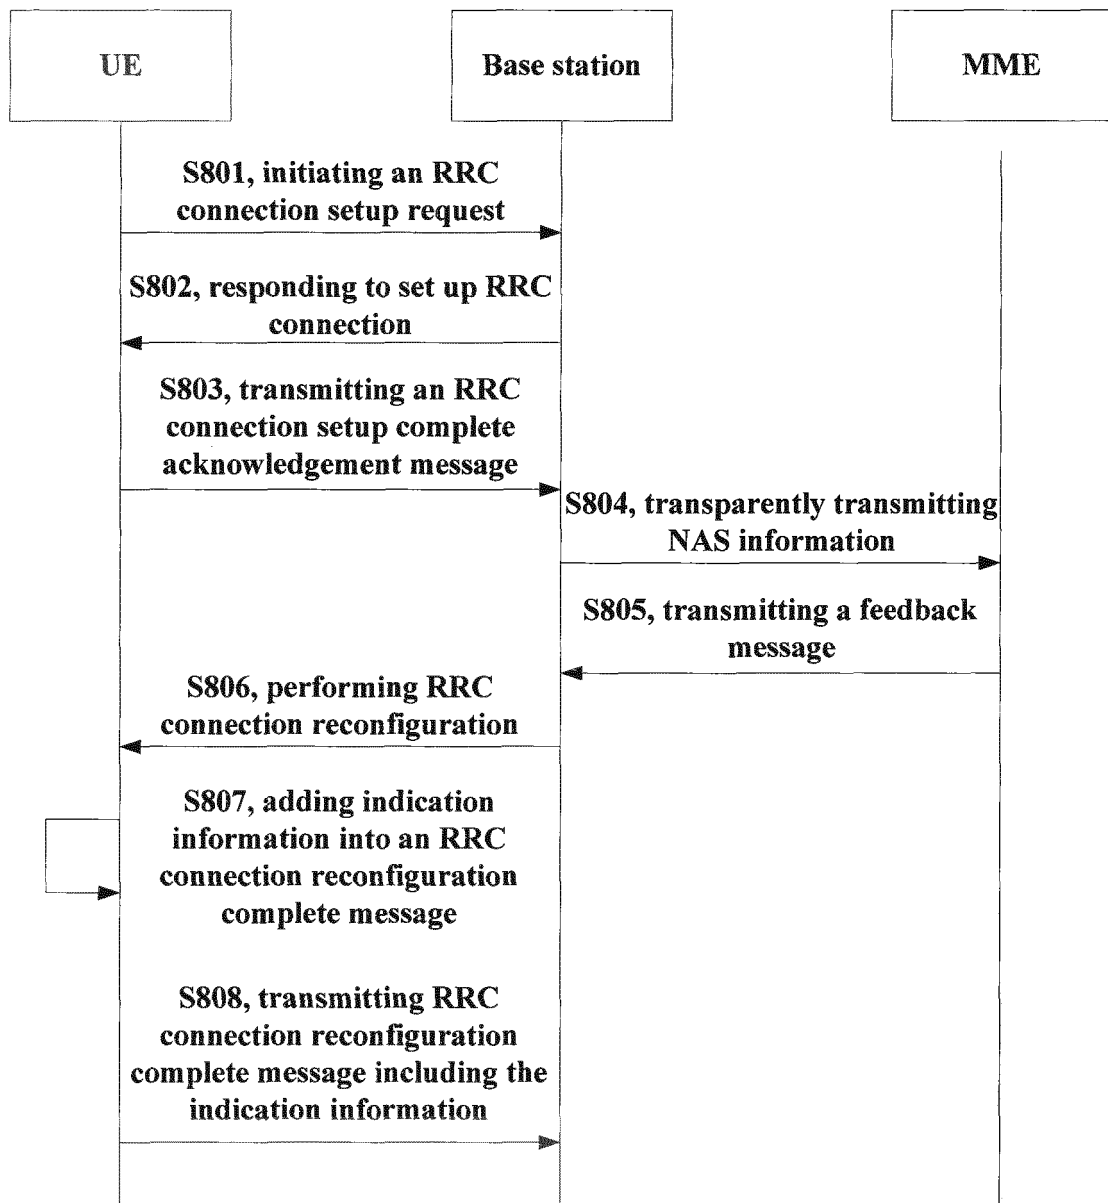 UE
Base station
MME
S801, initiating an RRC
connection setup request
S802, responding to set up RRC
connection
S803, transmitting an RRC
connection setup complete
acknowledgement message
S804, transparently transmitting
NAS information
S805, transmitting a feedback
message
S806, performing RRC
connection reconfiguration
S807, adding indication
information into an RRC
connection reconfiguration
complete message
S808, transmitting RRC
connection reconfiguration
complete message including the
indication information